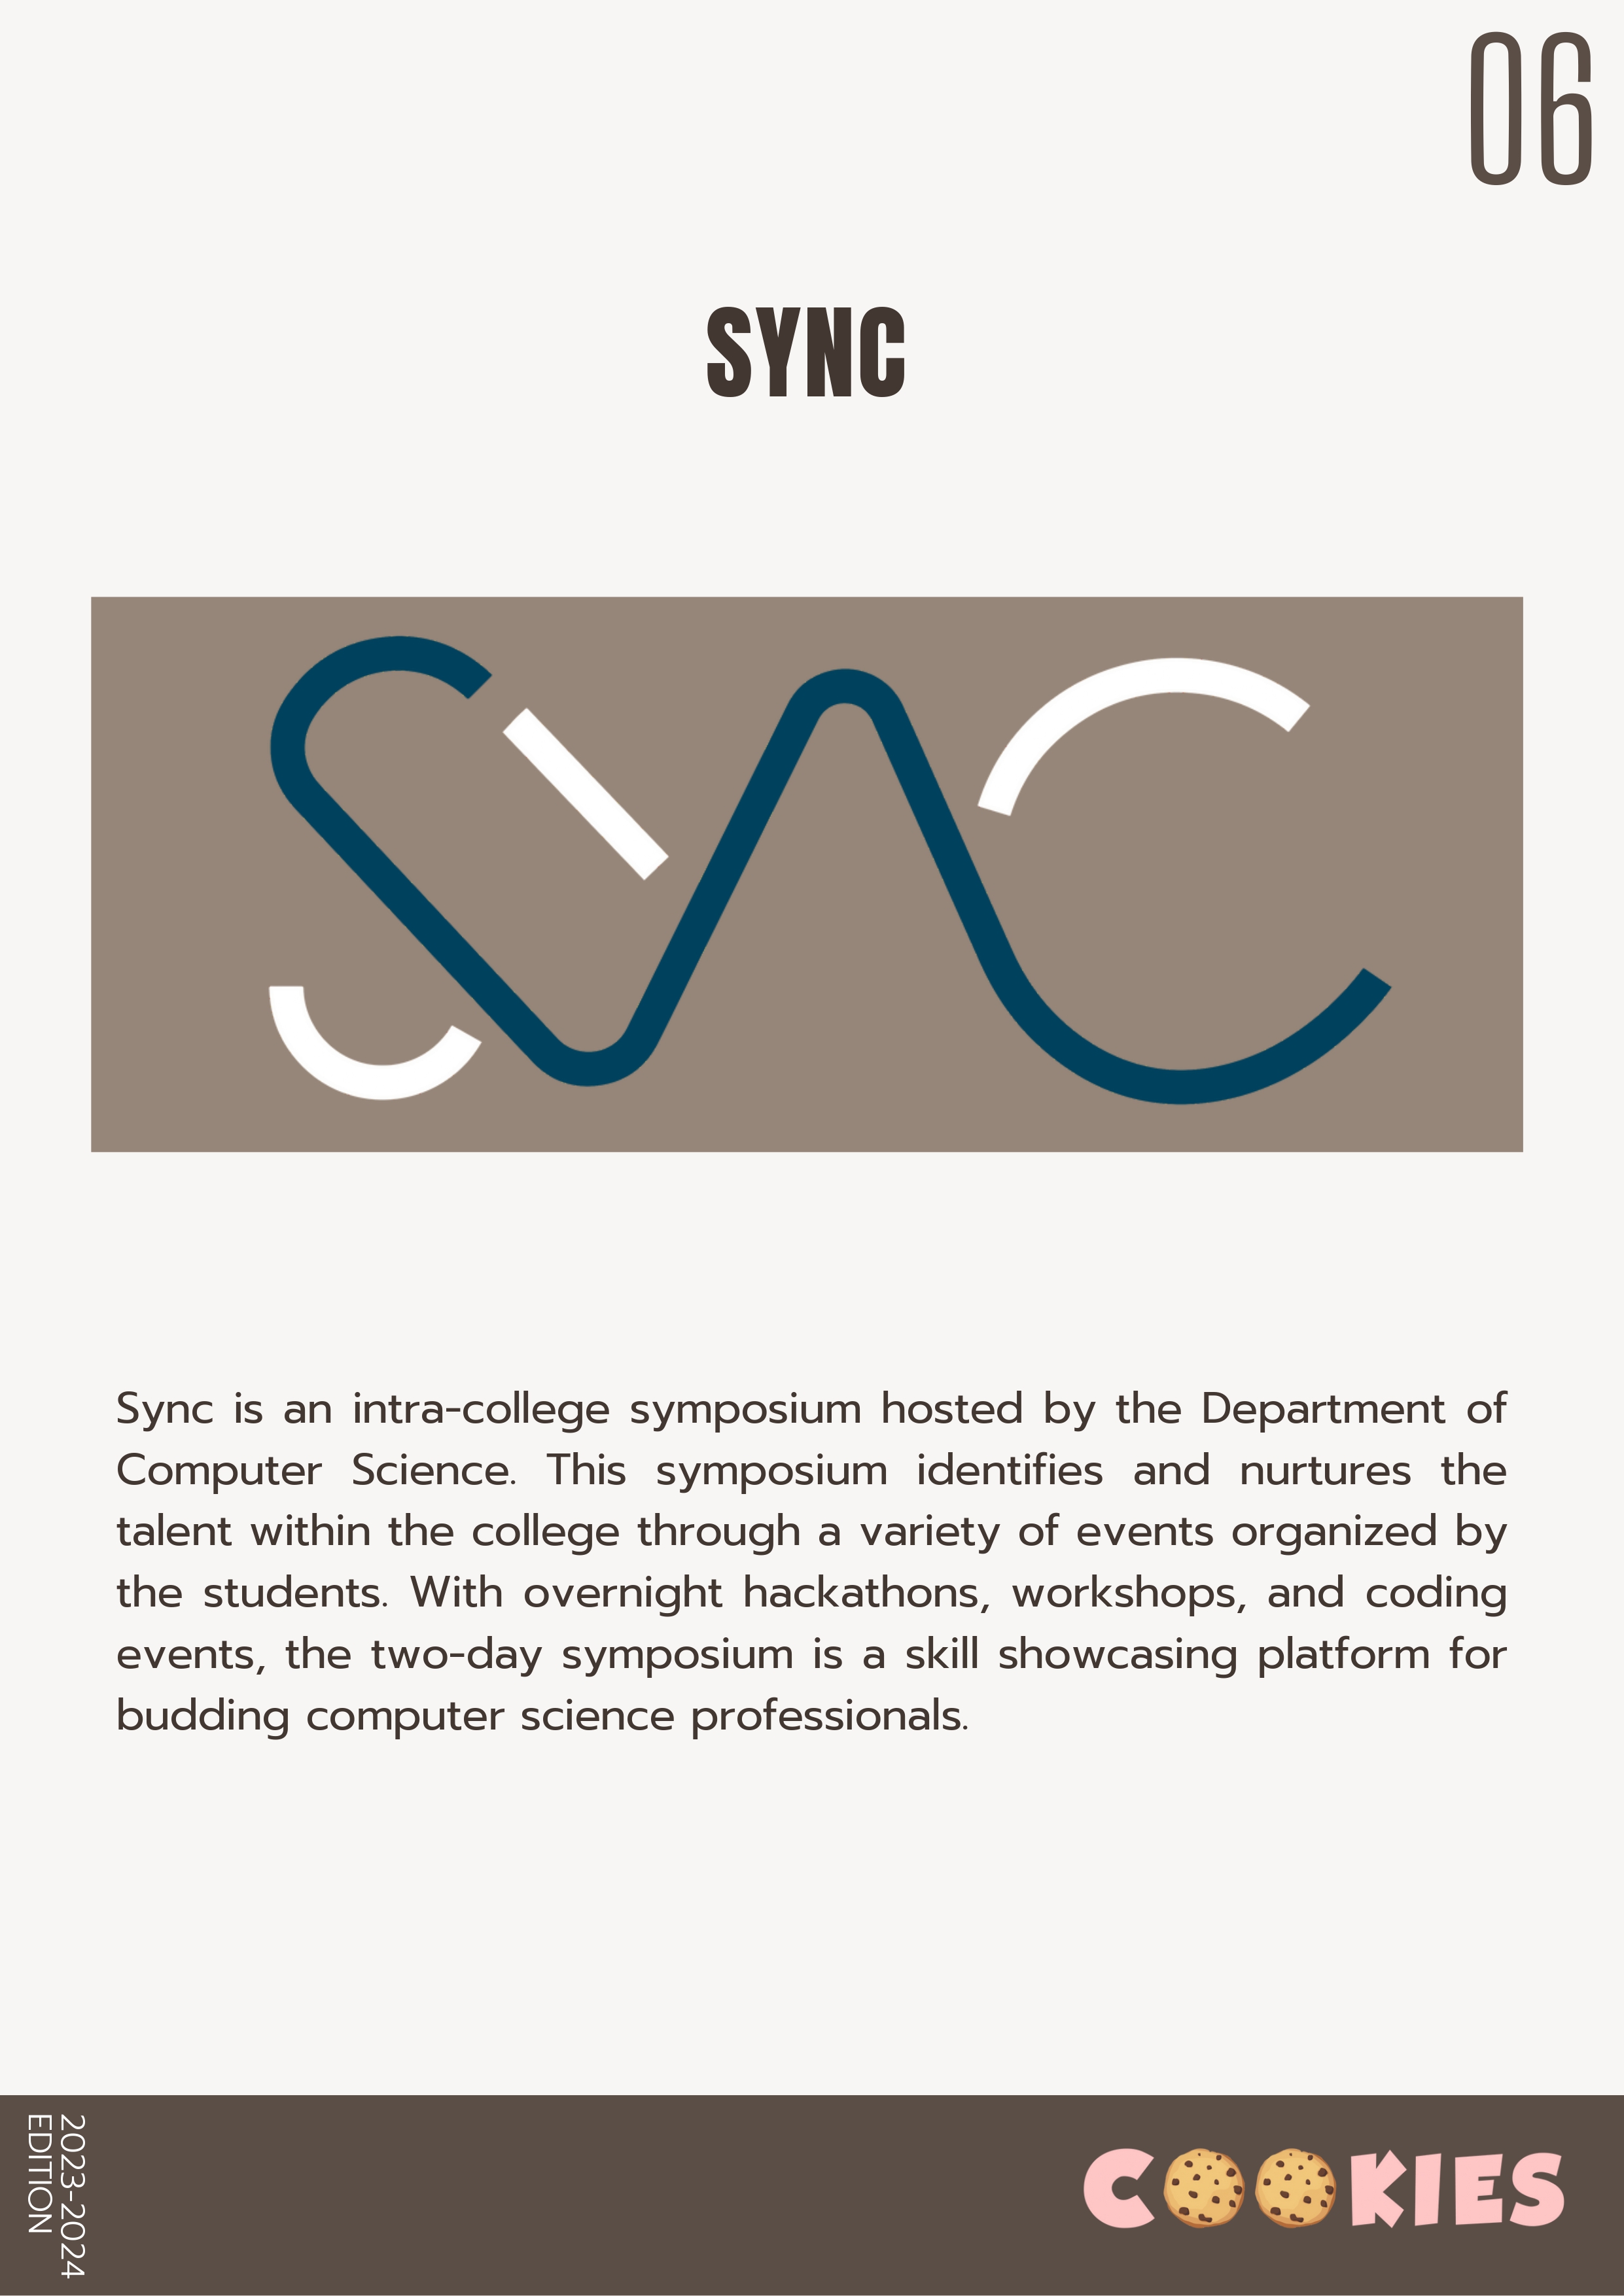 06
SYNC
SYNC
Sync is an intra-college symposium hosted by the Department of
Computer Science. This symposium identifies and nurtures the
talent within the college through a variety of events organized by
the students. With overnight hackathons, workshops, and coding
events, the two-day symposium is a skill showcasing platform for
budding computer science professionals.
2023-2024
EDITION
COOKIES